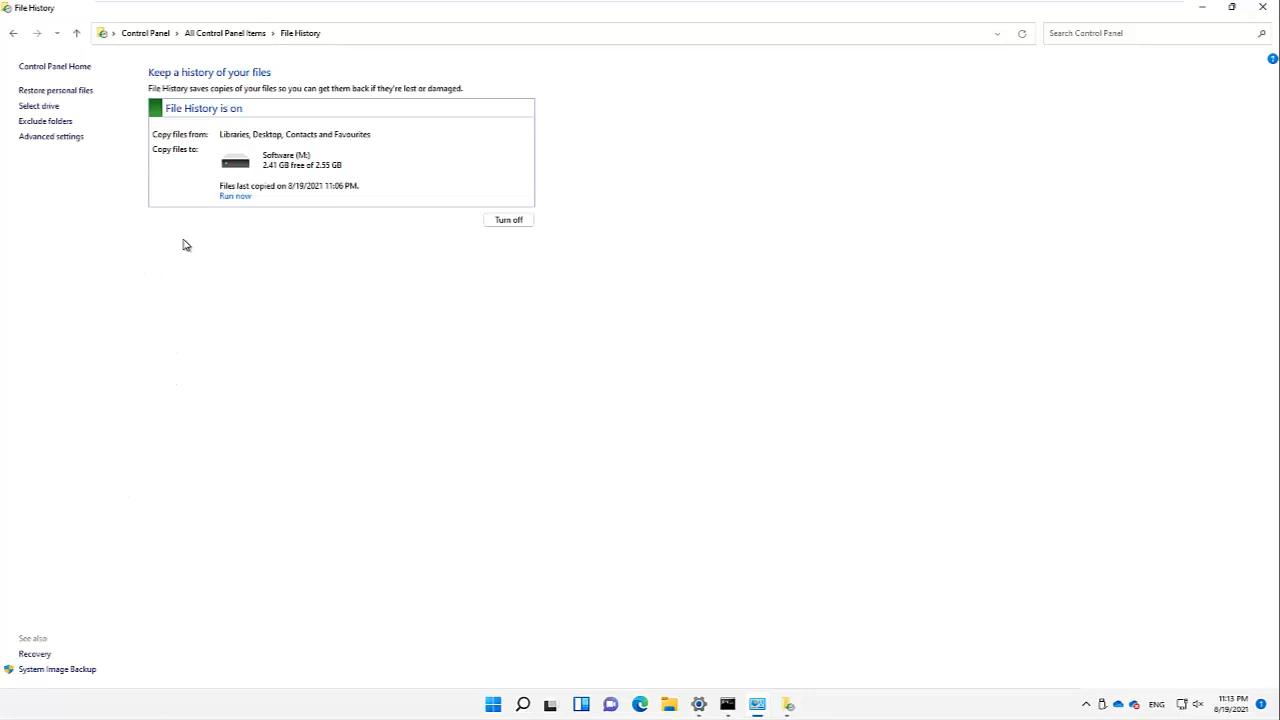 File History
Control Panel > All Control Panel Items > File History
Search Control Panel
Control Panel Home
Restore personal files
Select drive
Exclude folders
Advanced settings
Keep a history of your files
File History saves copies of your files so you can get them back if they're lost or damaged.
File History is on
Copy files from: Libraries, Desktop, Contacts and Favourites
Copy files to: Software (M:)
2.41 GB free of 2.55 GB
Files last copied on 8/19/2021 11:06 PM.
Run now
Turn off
See also
Recovery
System Image Backup
ENG
11:13 PM
8/19/2021